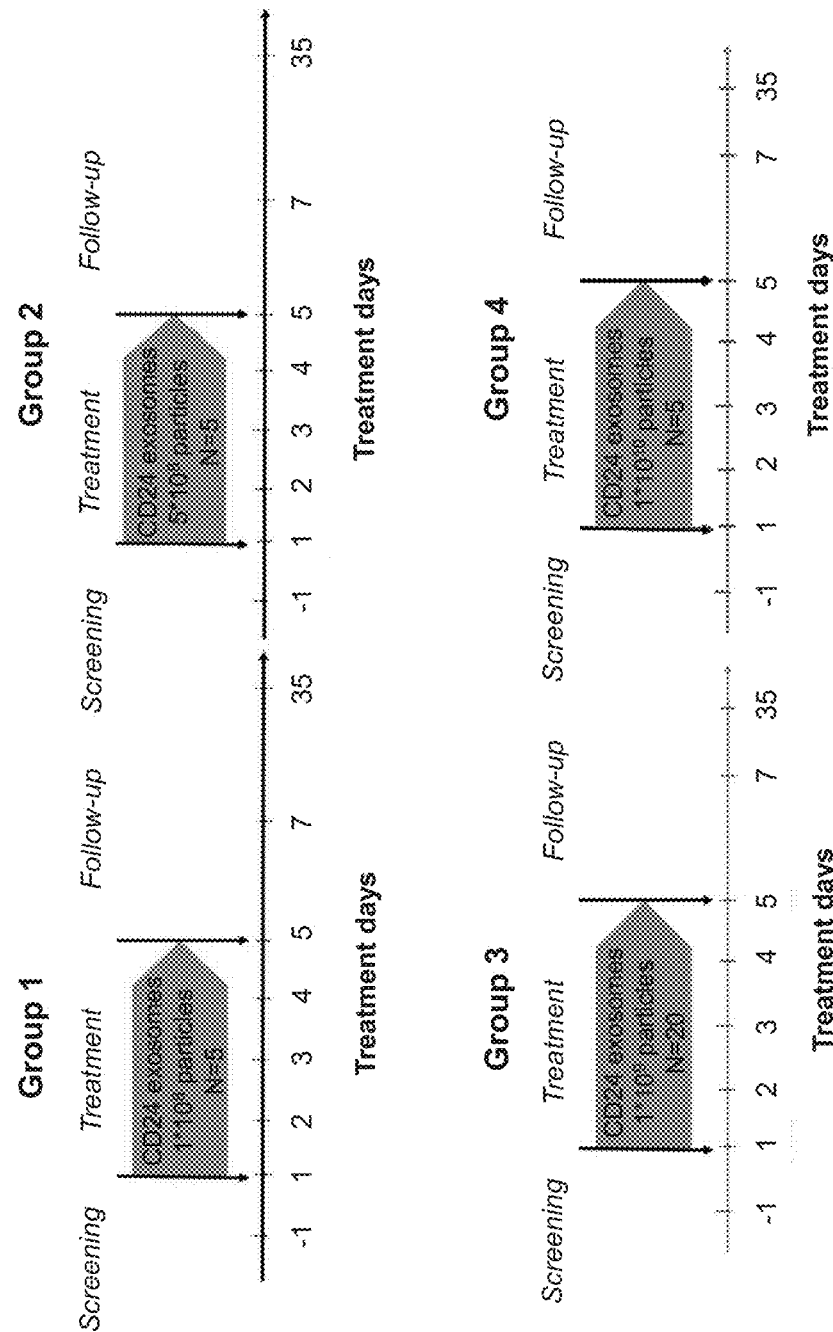 Group 1
Screening Treatment Follow-up
CD24 exosomes
1*10⁸ particles
N=5
-1 1 2 3 4 5 7 35
Treatment days
Group 2
Screening Treatment Follow-up
CD24 exosomes
5*10⁸ particles
N=5
-1 1 2 3 4 5 7 35
Treatment days
Group 3
Screening Treatment Follow-up
CD24 exosomes
1*10⁹ particles
N=20
-1 1 2 3 4 5 7 35
Treatment days
Group 4
Screening Treatment Follow-up
CD24 exosomes
1*10¹⁰ particles
N=5
-1 1 2 3 4 5 7 35
Treatment days